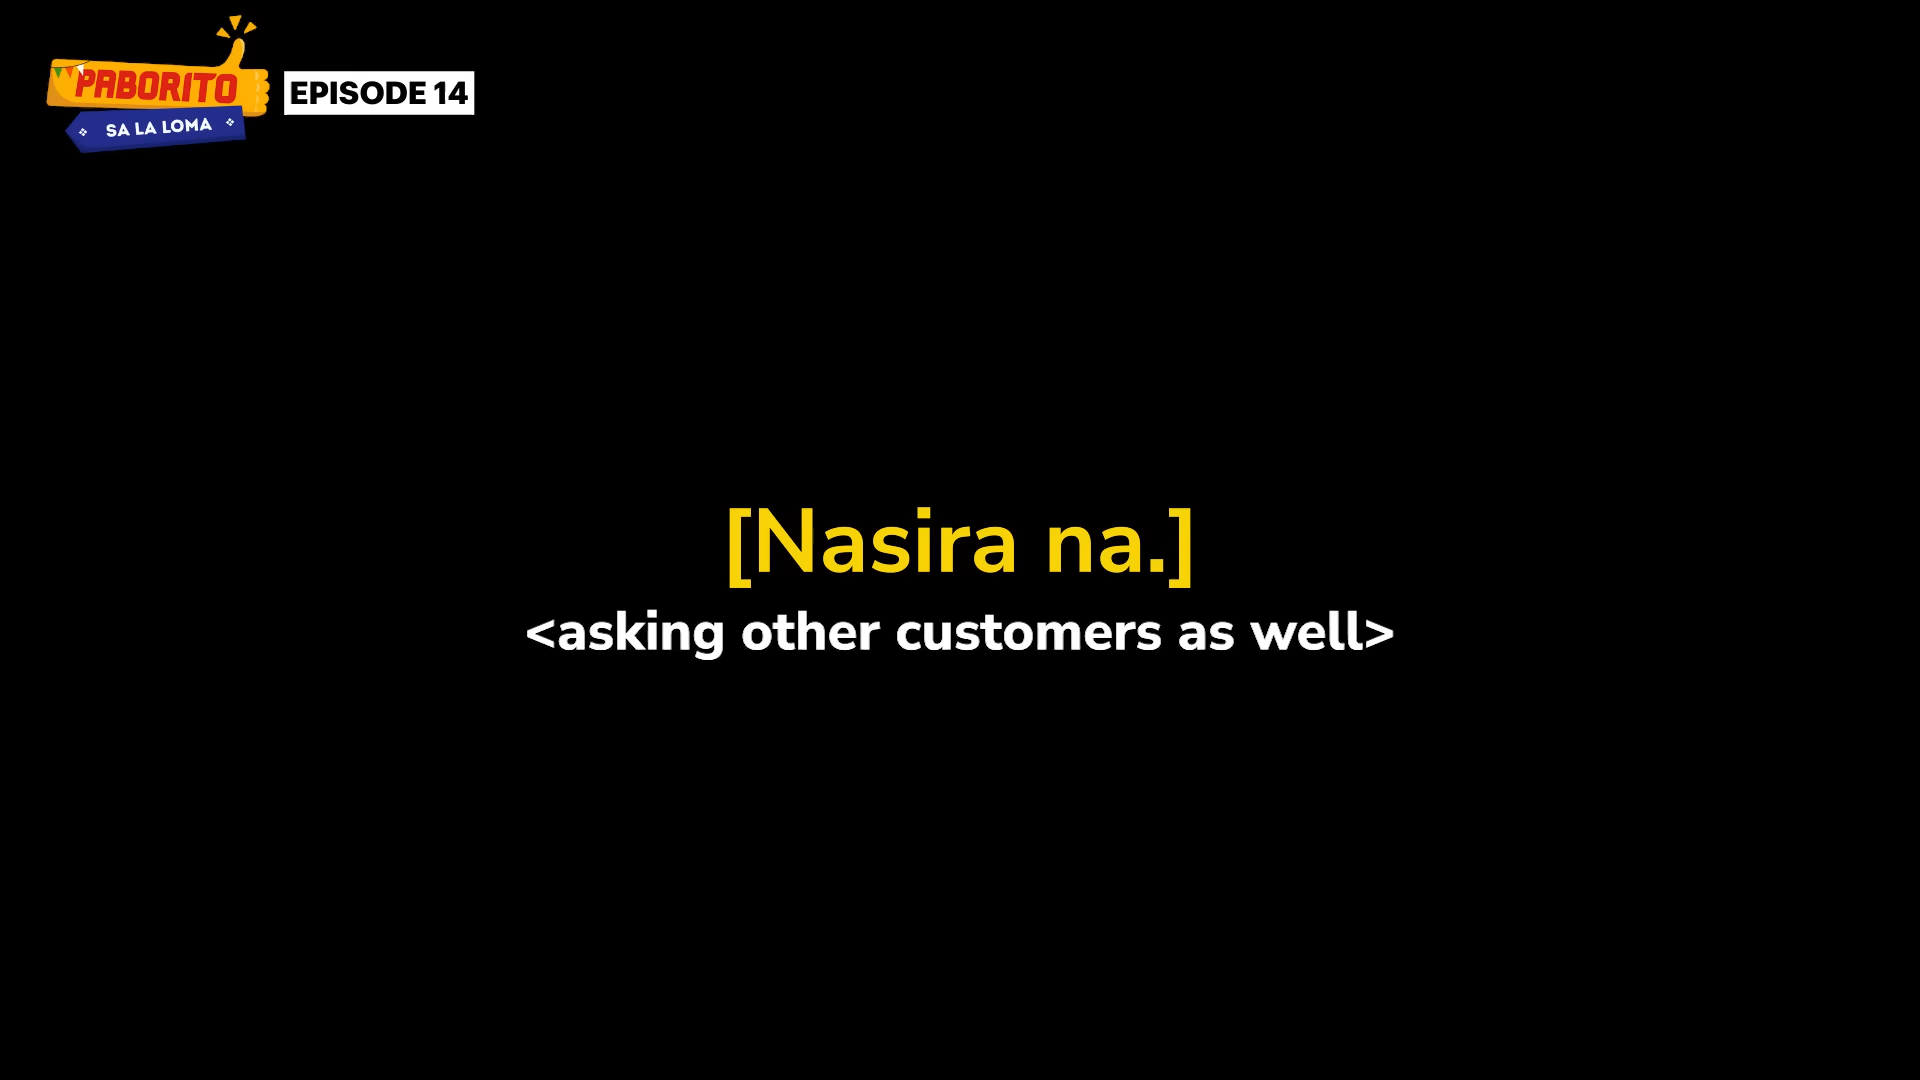 PABORITO
SA LA LOMA
EPISODE 14
[Nasira na.]
<asking other customers as well>